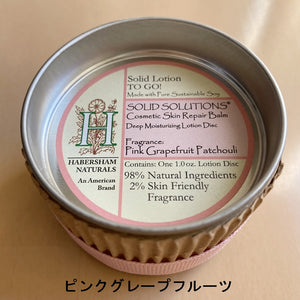 Solid Lotion
TO GO!
Made with Pure Sustainable Soy
SOLID SOLUTIONS®
Cosmetic Skin Repair Balm
Deep Moisturizing Lotion Disc
Fragrance:
Pink Grapefruit Patchouli
H
HABERSHAM
NATURALS
An American
Brand
Contains: One 1.0 oz. Lotion Disc
98% Natural Ingredients
2% Skin Friendly
Fragrance
ピンクグレープフルーツ